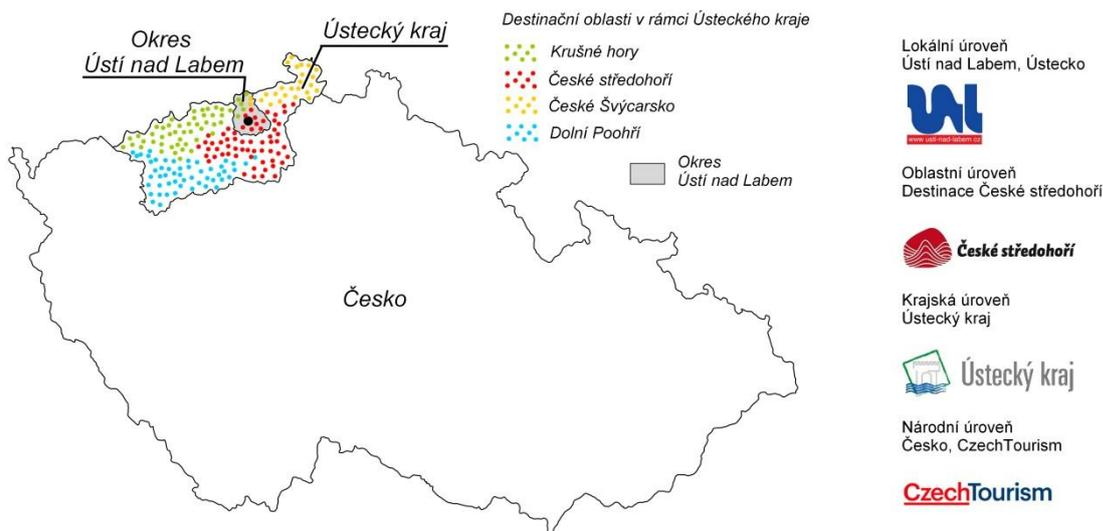 Okres
Ústí nad Labem
Ústecký kraj
Česko
Destinační oblasti v rámci Ústeckého kraje
Krušné hory
České středohoří
České Švýcarsko
Dolní Poohří
Okres
Ústí nad Labem
Lokální úroveň
Ústí nad Labem, Ústecko
UNL
www.usti-nad-labem.cz
Oblastní úroveň
Destinace České středohoří
České středohoří
Krajská úroveň
Ústecký kraj
Ústecký kraj
Národní úroveň
Česko, CzechTourism
CzechTourism